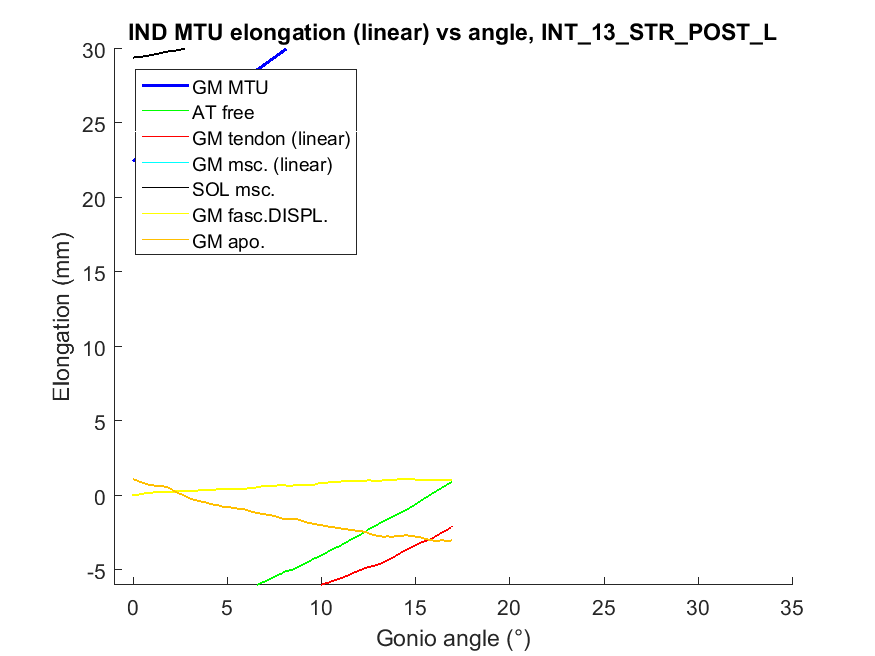 IND MTU elongation (linear) vs angle, INT_13_STR_POST_L
30
25
20
15
10
5
0
-5
Elongation (mm)
GM MTU
AT free
GM tendon (linear)
GM msc. (linear)
SOL msc.
GM fasc.DISPL.
GM apo.
0 5 10 15 20 25 30 35
Gonio angle (°)